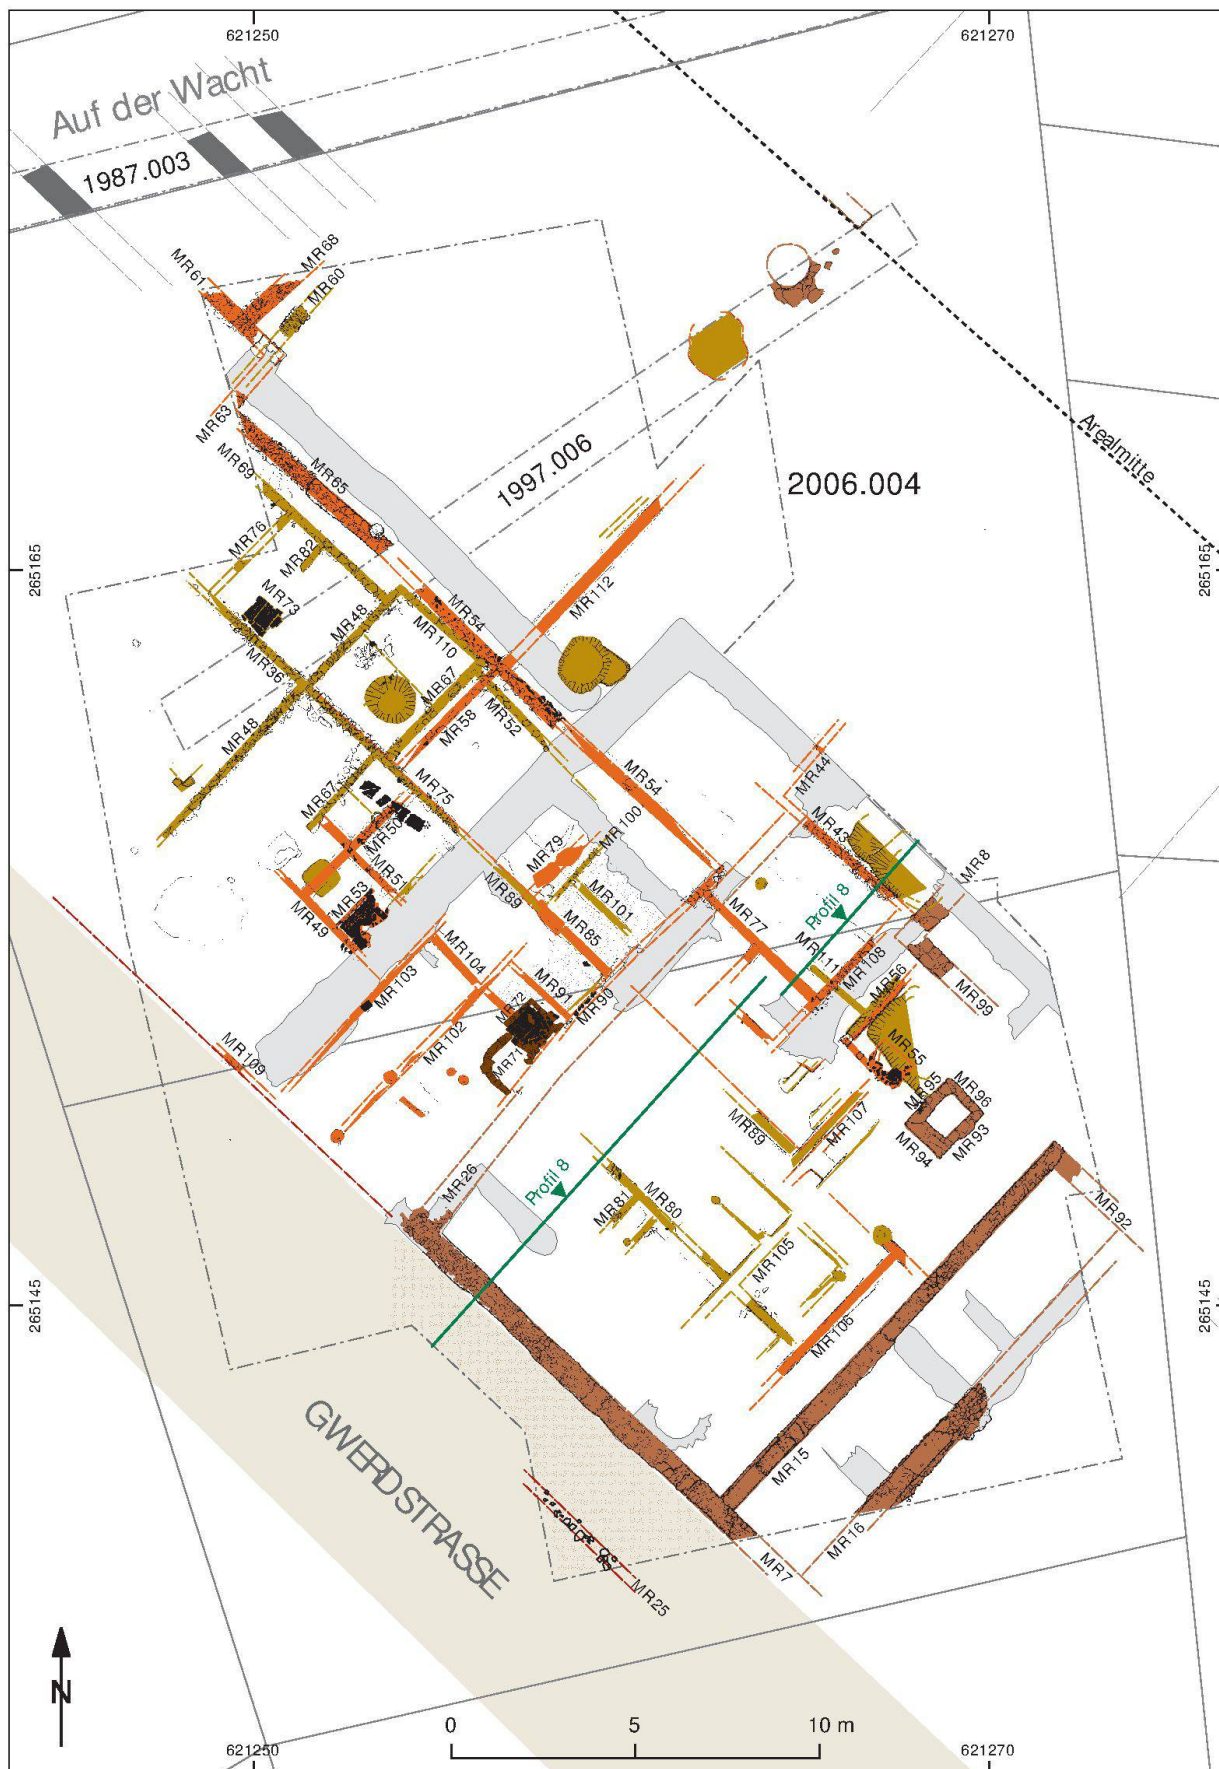 621250
621270
Auf der Wacht
1987.003
MR61
MR68
MR60
MR63
MR69
MR65
1997.006
2006.004
Arealmitte
MR76
MR82
265165
265165
MR73
MR48
MR54
MR112
MR110
MR36
MR67
MR58
MR52
MR48
MR44
MR54
MR75
MR67
MR43
MR50
MR79
MR100
MR8
MR51
MR89
MR101
Profil 8
MR53
MR49
MR85
MR77
MR104
MR111
MR108
MR103
MR56
MR91
MR90
MR99
MR72
MR102
MR71
MR55
MR109
MR95
MR96
MR89
MR107
MR93
MR94
MR26
Profil 8
MR81
MR80
MR92
MR105
265145
265145
MR106
GWERDSTRASSE
MR15
MR16
MR7
MR25
N
0 5 10 m
621250
621270